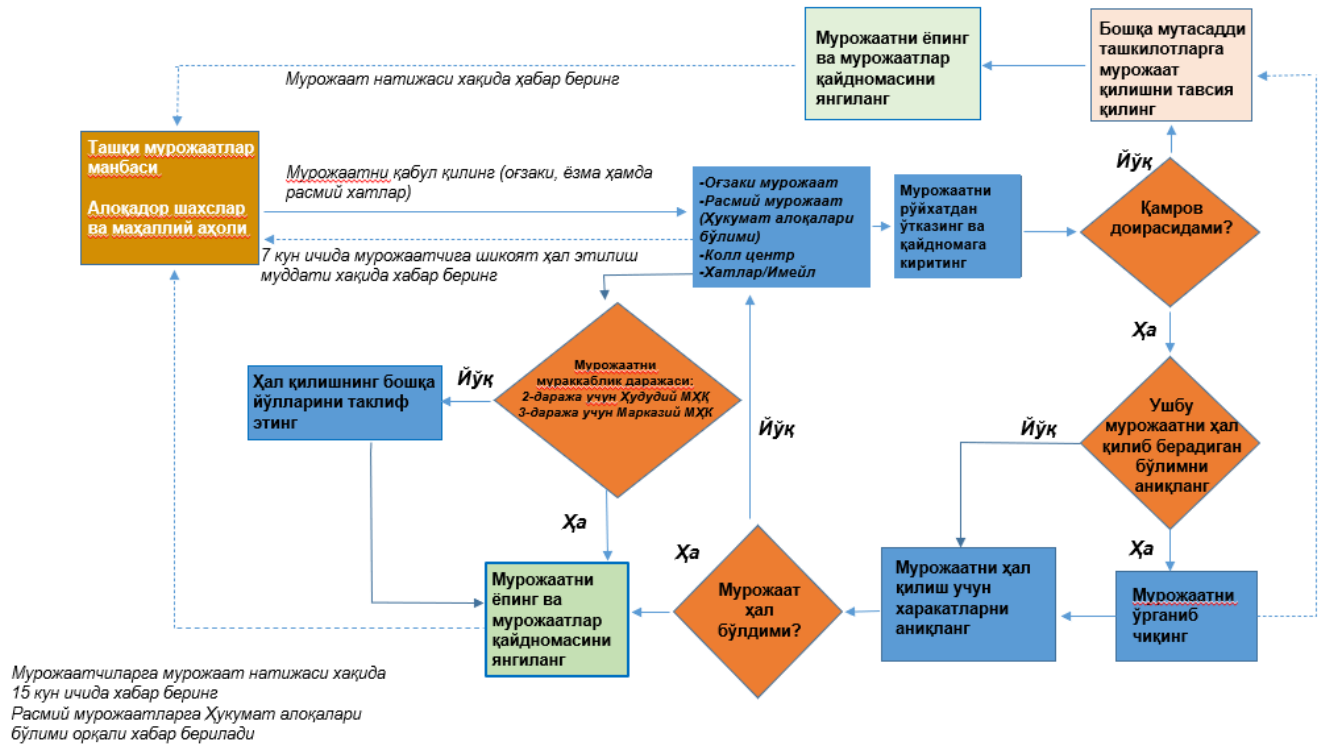 Мурожаатни ёпинг
ва мурожаатлар
қайдномасини
янгиланг
Бошқа мутасадди
ташкилотларга
мурожаат
қилишни тавсия
қилинг
Мурожаат натижаси хақида хабар беринг
Ташқи мурожаатлар
манбаси
Алоқадор шахслар
ва маҳаллий аҳоли
Мурожаатни қабул қилинг (оғзаки, ёзма ҳамда
расмий хатлар)
7 кун ичида мурожаатчига шикоят ҳал этилиш
муддати хақида хабар беринг
-Оғзаки мурожаат
-Расмий мурожаат
(Ҳукумат алоқалари
бўлими)
-Колл центр
-Хатлар/Имейл
Мурожаатни
рўйхатдан
ўтказинг ва
қайдномага
киритинг
Йўқ
Қамров
доирасидами?
Ҳа
Мурожаатни
мураккаблик даражаси:
2-даража учун Ҳудудий МҲҚ
3-даража учун Марказий МҲК
Йўқ
Ҳал қилишнинг бошқа
йўлларини таклиф
этинг
Ҳа
Йўқ
Ушбу
мурожаатни ҳал
қилиб берадиган
бўлимни
аниқланг
Йўқ
Ҳа
Мурожаатни
ёпинг ва
мурожаатлар
қайдномасини
янгиланг
Ҳа
Мурожаат
ҳал
бўлдими?
Мурожаатни ҳал
қилиш учун
харакатларни
аниқланг
Мурожаатни
ўрганиб
чиқинг
Мурожаатчиларга мурожаат натижаси хақида
15 кун ичида хабар беринг
Расмий мурожаатларга Ҳукумат алоқалари
бўлими орқали хабар берилади